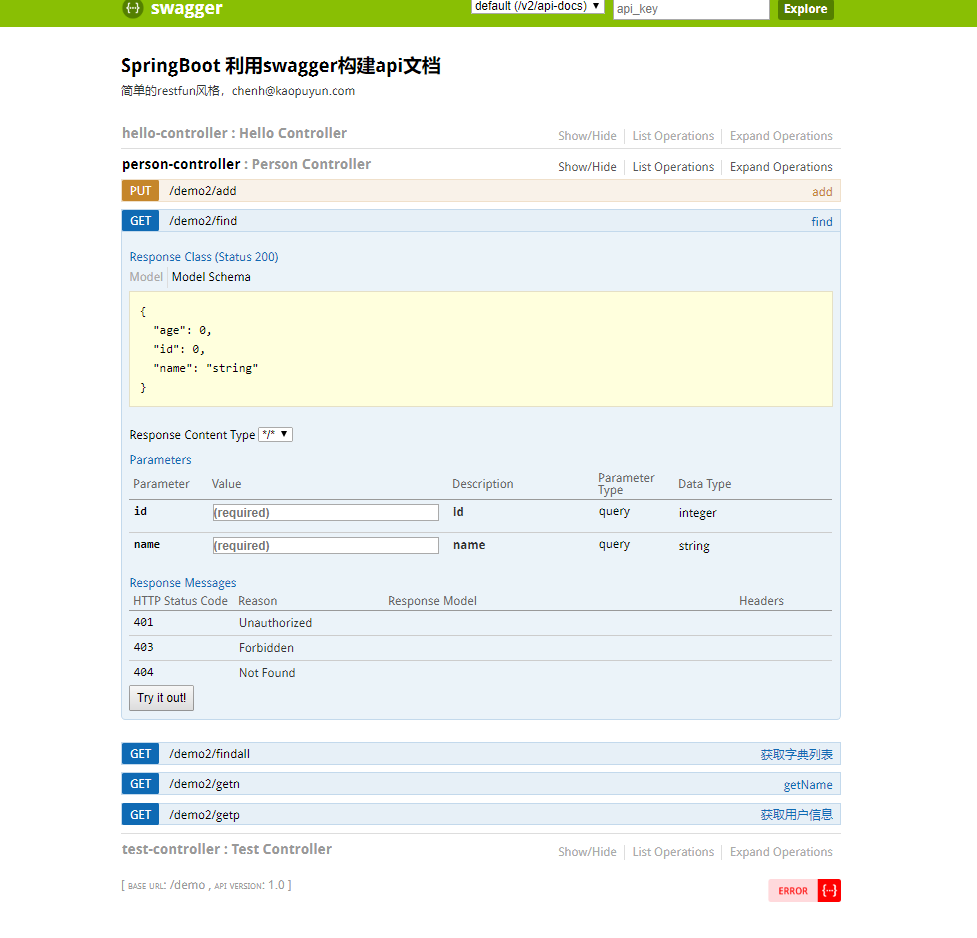 {···} swagger default (/v2/api-docs) ▼ api_key Explore
SpringBoot 利用swagger构建api文档
简单的restfun风格，chenh@kaopuyun.com
hello-controller : Hello Controller Show/Hide List Operations Expand Operations
person-controller : Person Controller Show/Hide List Operations Expand Operations
PUT /demo2/add add
GET /demo2/find find
Response Class (Status 200)
Model Model Schema
{
"age": 0,
"id": 0,
"name": "string"
}
Response Content Type */* ▼
Parameters
Parameter Value Description Parameter Type Data Type
id (required) Id query integer
name (required) name query string
Response Messages
HTTP Status Code Reason Response Model Headers
401 Unauthorized
403 Forbidden
404 Not Found
Try it out!
GET /demo2/findall 获取字典列表
GET /demo2/getn getName
GET /demo2/getp 获取用户信息
test-controller : Test Controller Show/Hide List Operations Expand Operations
[ BASE URL: /demo , API VERSION: 1.0 ] ERROR {···}